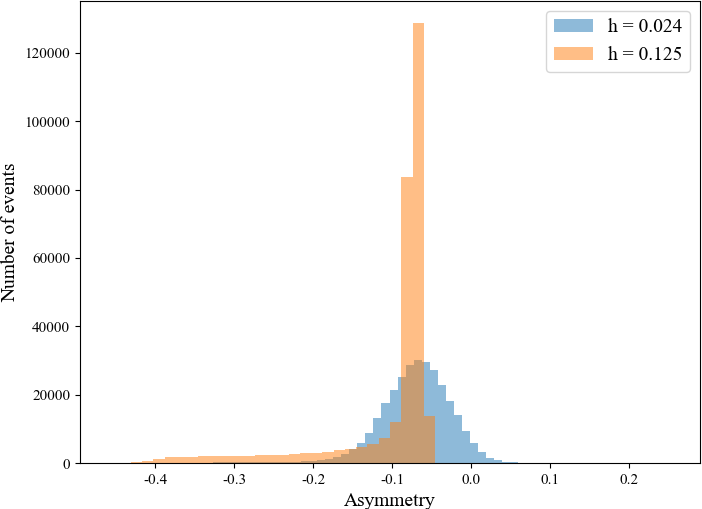 h = 0.024
h = 0.125
120000
100000
80000
60000
40000
20000
0
Number of events
-0.4 -0.3 -0.2 -0.1 0.0 0.1 0.2
Asymmetry